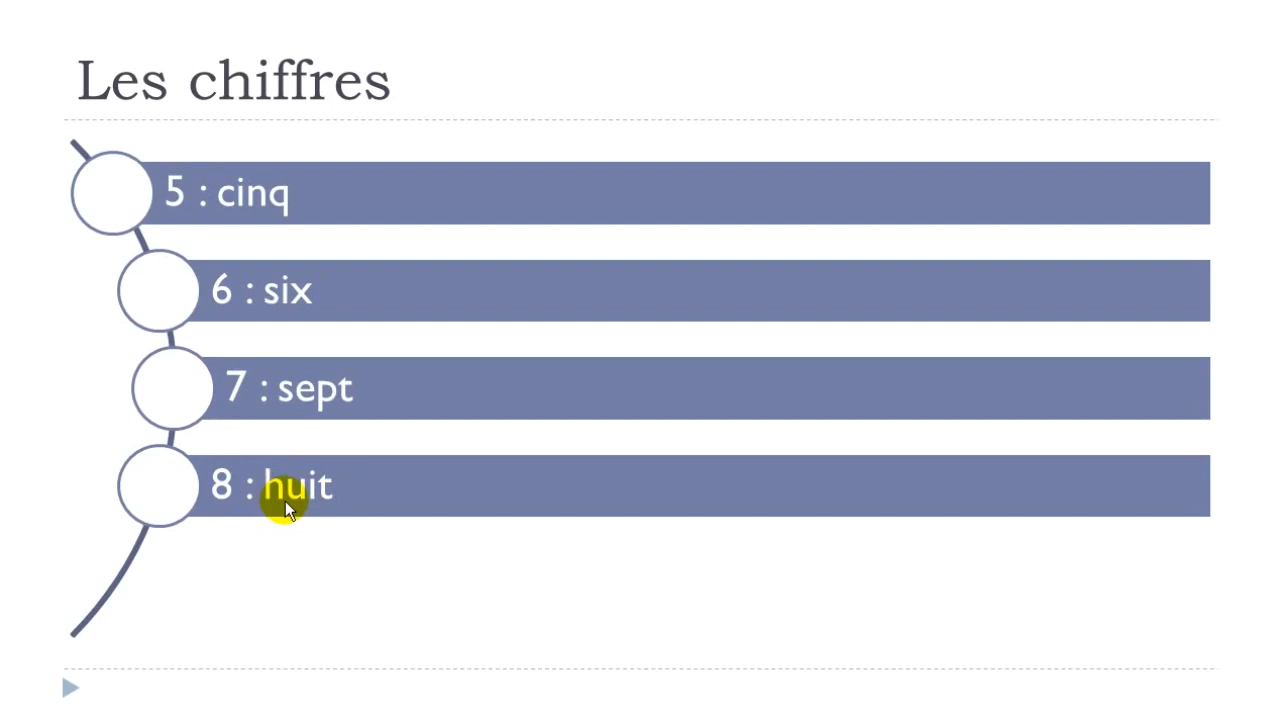 Les chiffres
5 : cinq
6 : six
7 : sept
8 : huit